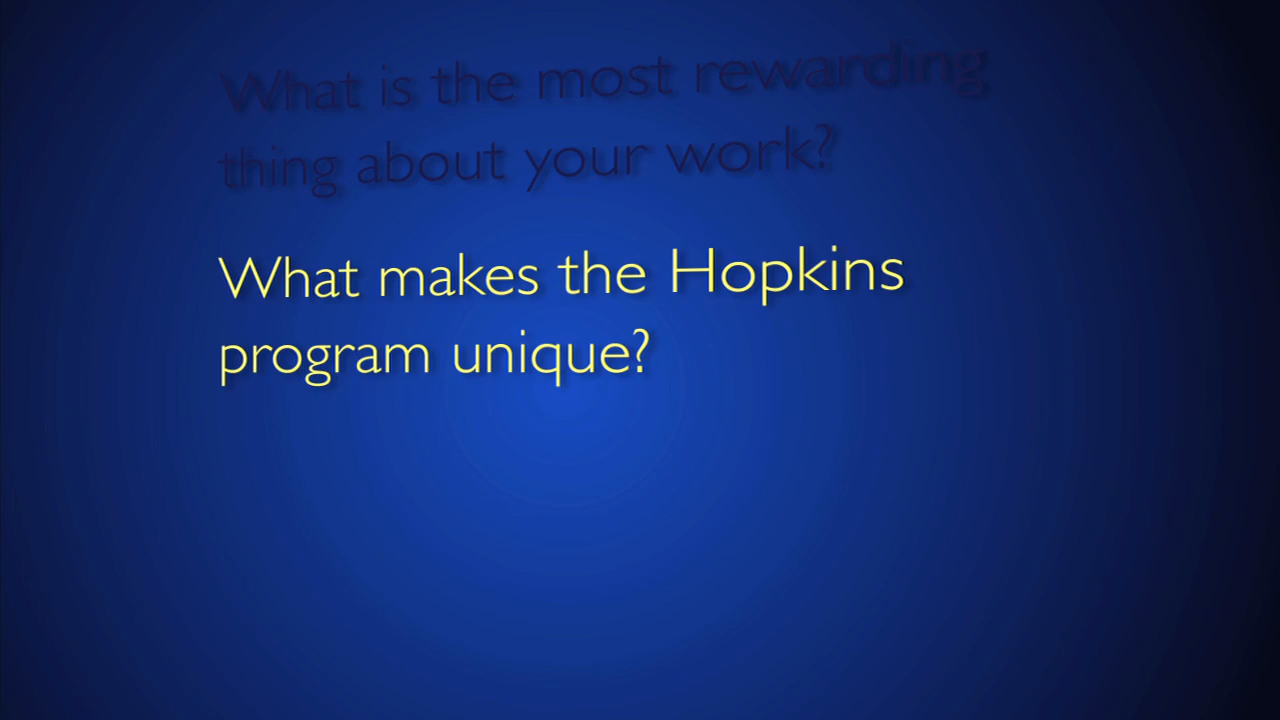 What is the most rewarding
thing about your work?
What makes the Hopkins
program unique?